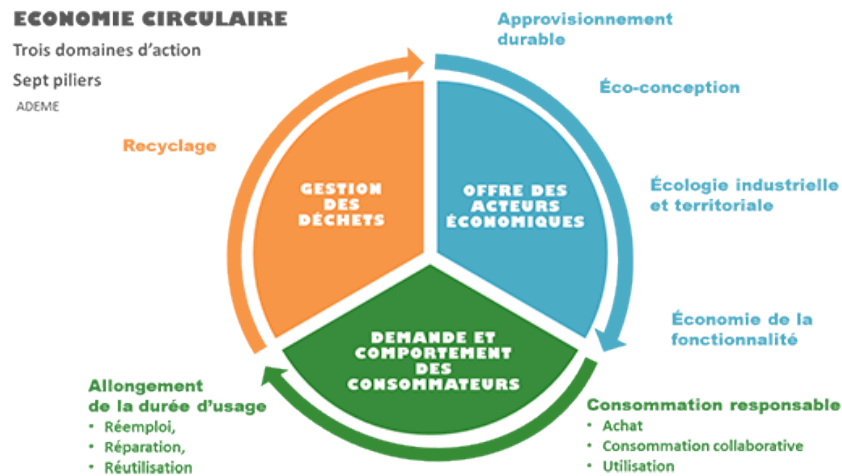 ECONOMIE CIRCULAIRE
Trois domaines d'action
Sept piliers
ADEME
Approvisionnement
durable
Éco-conception
Écologie industrielle
et territoriale
Économie de la
fonctionnalité
Consommation responsable
• Achat
• Consommation collaborative
• Utilisation
Allongement
de la durée d'usage
• Réemploi,
• Réparation,
• Réutilisation
Recyclage
GESTION
DES
DÉCHETS
OFFRE DES
ACTEURS
ÉCONOMIQUES
DEMANDE ET
COMPORTEMENT
DES
CONSOMMATEURS